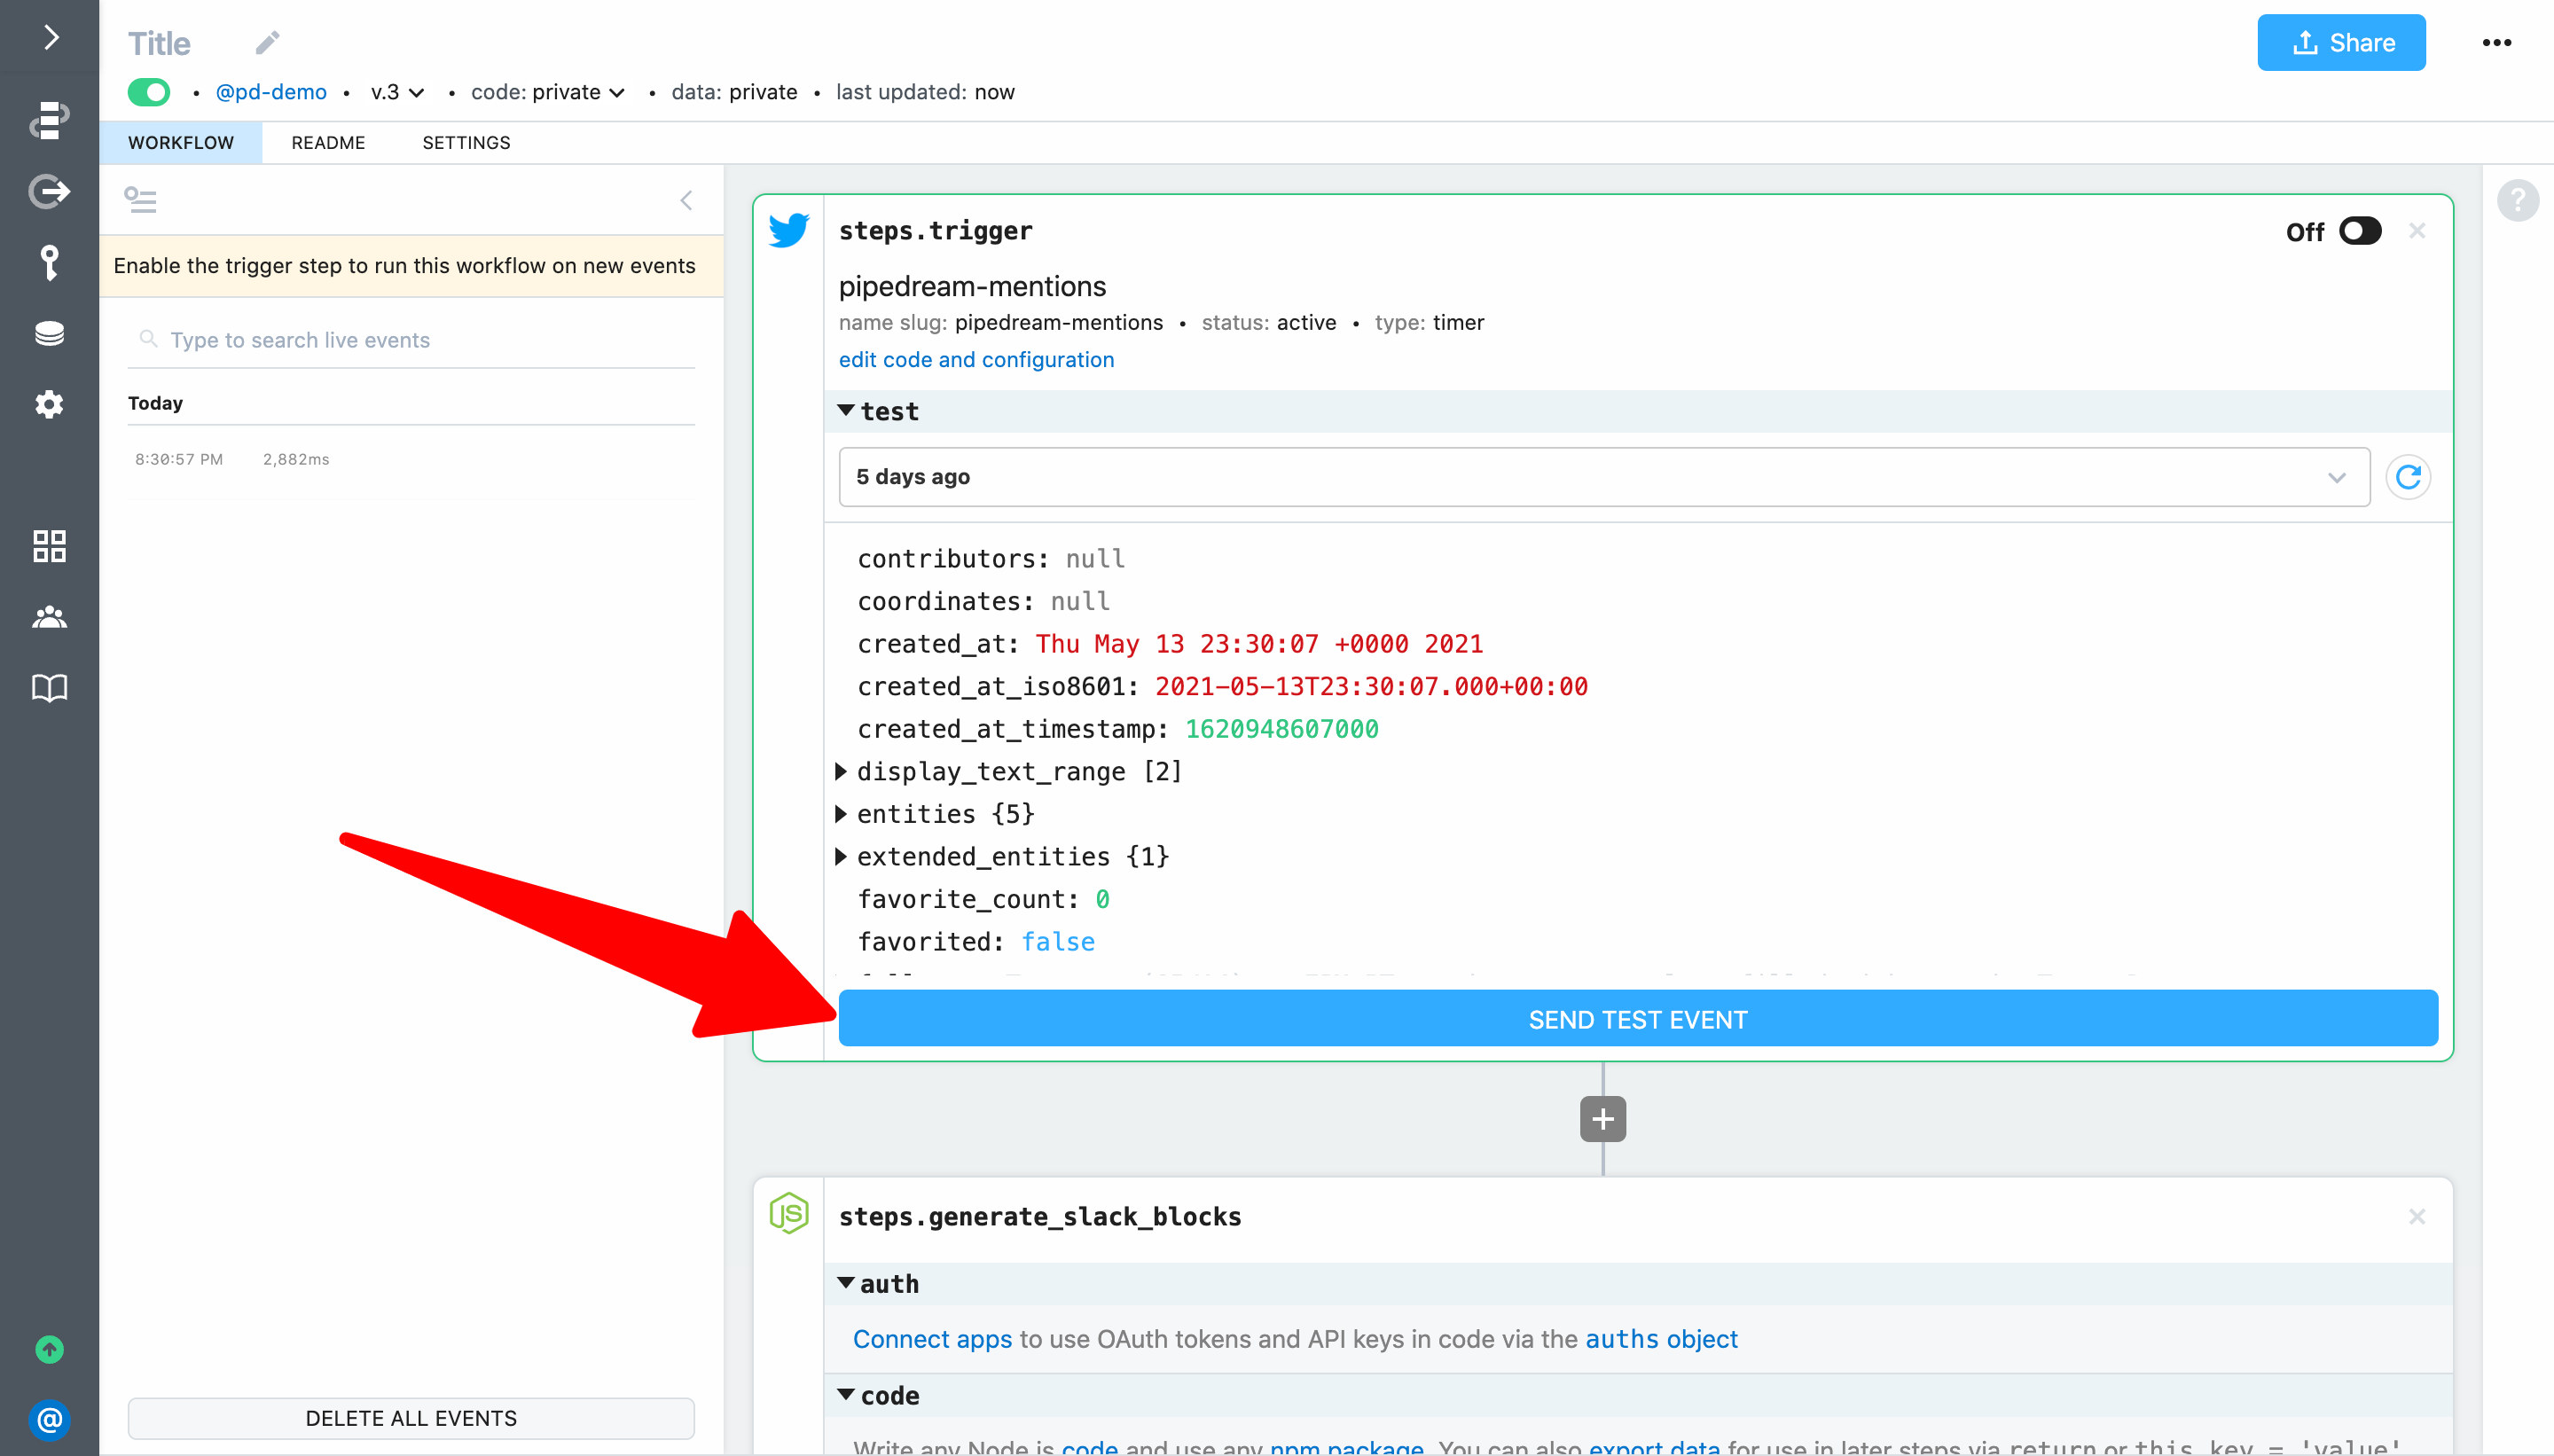 Title
Share
• @pd-demo • v.3 • code: private • data: private • last updated: now
WORKFLOW README SETTINGS
Enable the trigger step to run this workflow on new events
Type to search live events
Today
8:30:57 PM 2,882ms
DELETE ALL EVENTS
@
?
steps.trigger
Off
pipedream-mentions
name slug: pipedream-mentions • status: active • type: timer
edit code and configuration
test
5 days ago
contributors: null
coordinates: null
created_at: Thu May 13 23:30:07 +0000 2021
created_at_iso8601: 2021-05-13T23:30:07.000+00:00
created_at_timestamp: 1620948607000
display_text_range [2]
entities {5}
extended_entities {1}
favorite_count: 0
favorited: false
SEND TEST EVENT
JS
steps.generate_slack_blocks
auth
Connect apps to use OAuth tokens and API keys in code via the auths object
code
Write any Node.js code and use any npm package. You can also export data for use in later steps via return or this.key = 'value'